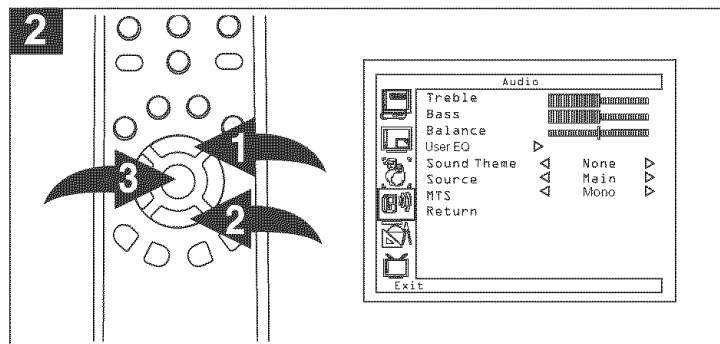 2
1
3
2
Audio
Treble
Bass
Balance
User EQ
Sound Theme None
Source Main
MTS Mono
Return
Exit